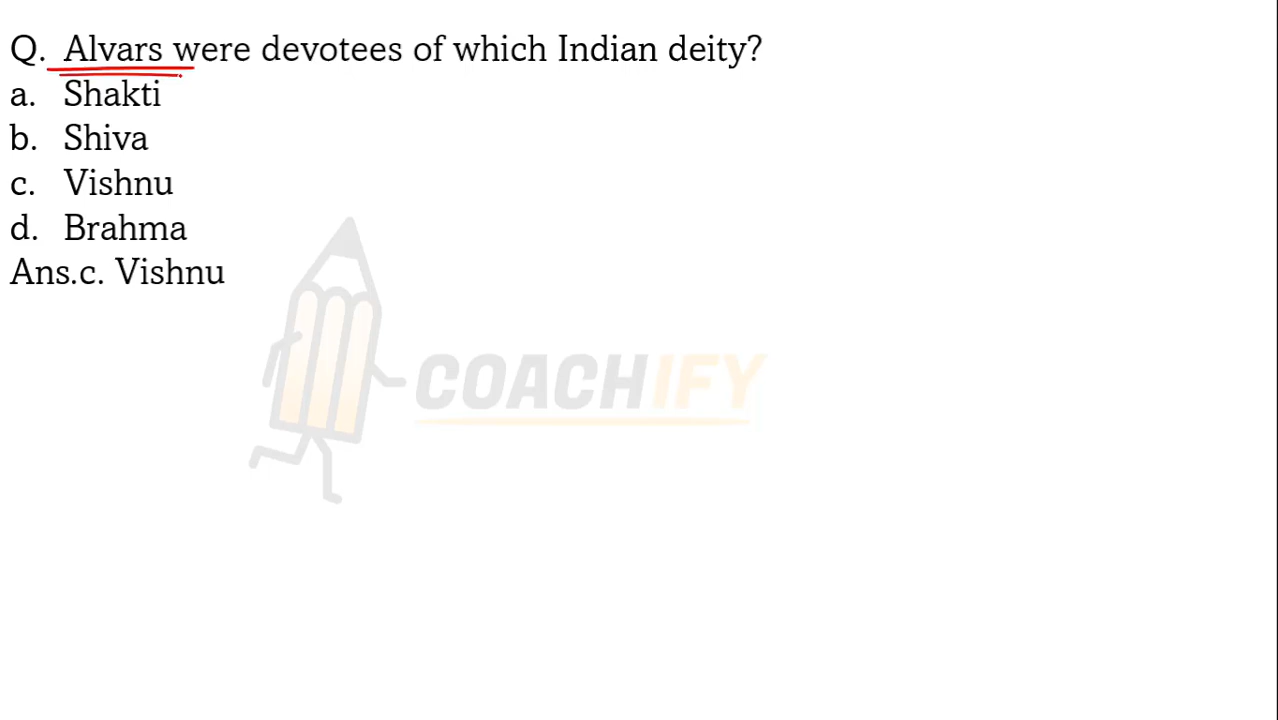 Q. Alvars were devotees of which Indian deity?
a. Shakti
b. Shiva
c. Vishnu
d. Brahma
Ans.c. Vishnu
COACHIFY